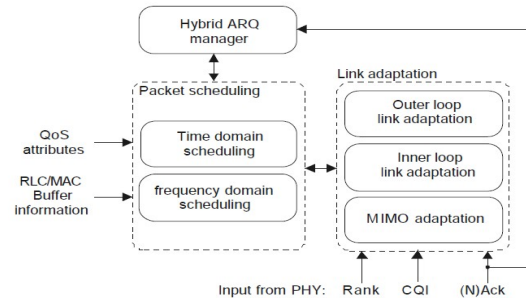 Hybrid ARQ
manager
Packet scheduling
Link adaptation
Time domain
scheduling
frequency domain
scheduling
Outer loop
link adaptation
Inner loop
link adaptation
MIMO adaptation
QoS
attributes
RLC/MAC
Buffer
information
Input from PHY: Rank CQI (N)Ack